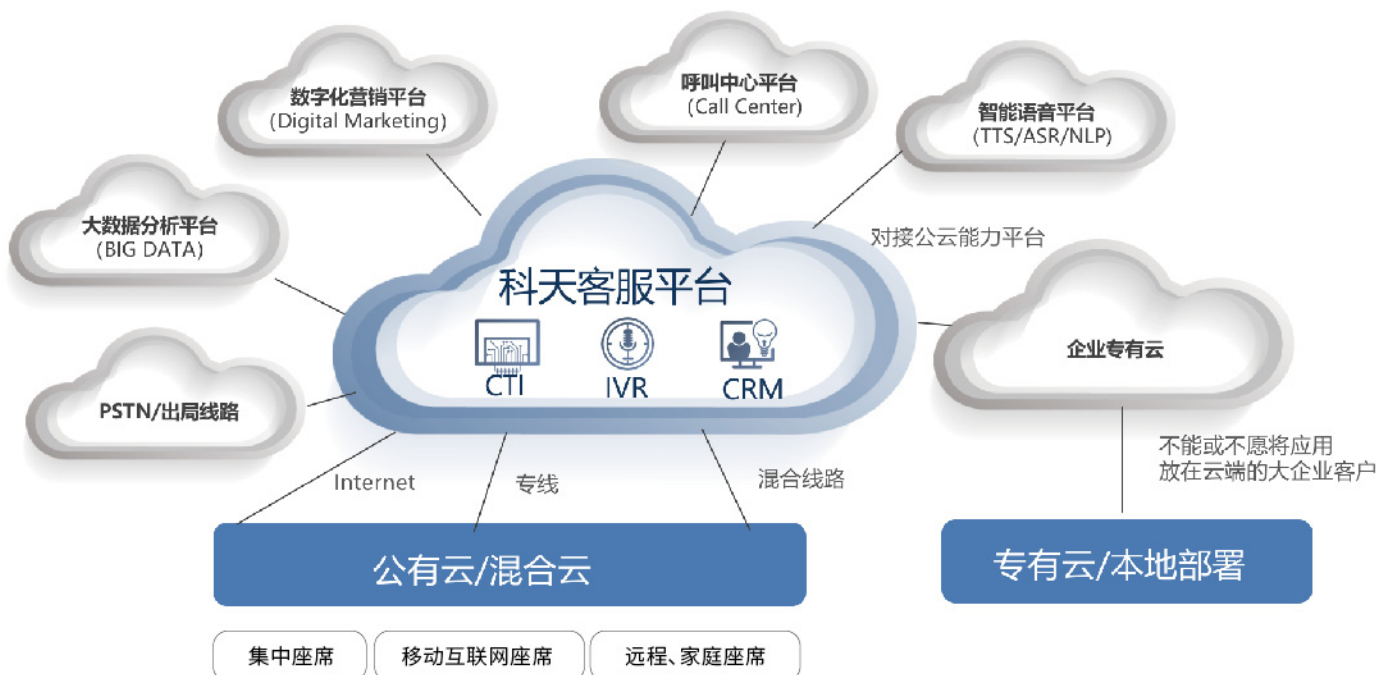 数字化营销平台
(Digital Marketing)
呼叫中心平台
(Call Center)
智能语音平台
(TTS/ASR/NLP)
大数据分析平台
(BIG DATA)
对接公云能力平台
科天客服平台
CTI
IVR
CRM
企业专有云
PSTN/出局线路
Internet
专线
混合线路
不能或不愿将应用
放在云端的大企业客户
公有云/混合云
专有云/本地部署
集中座席
移动互联网座席
远程、家庭座席